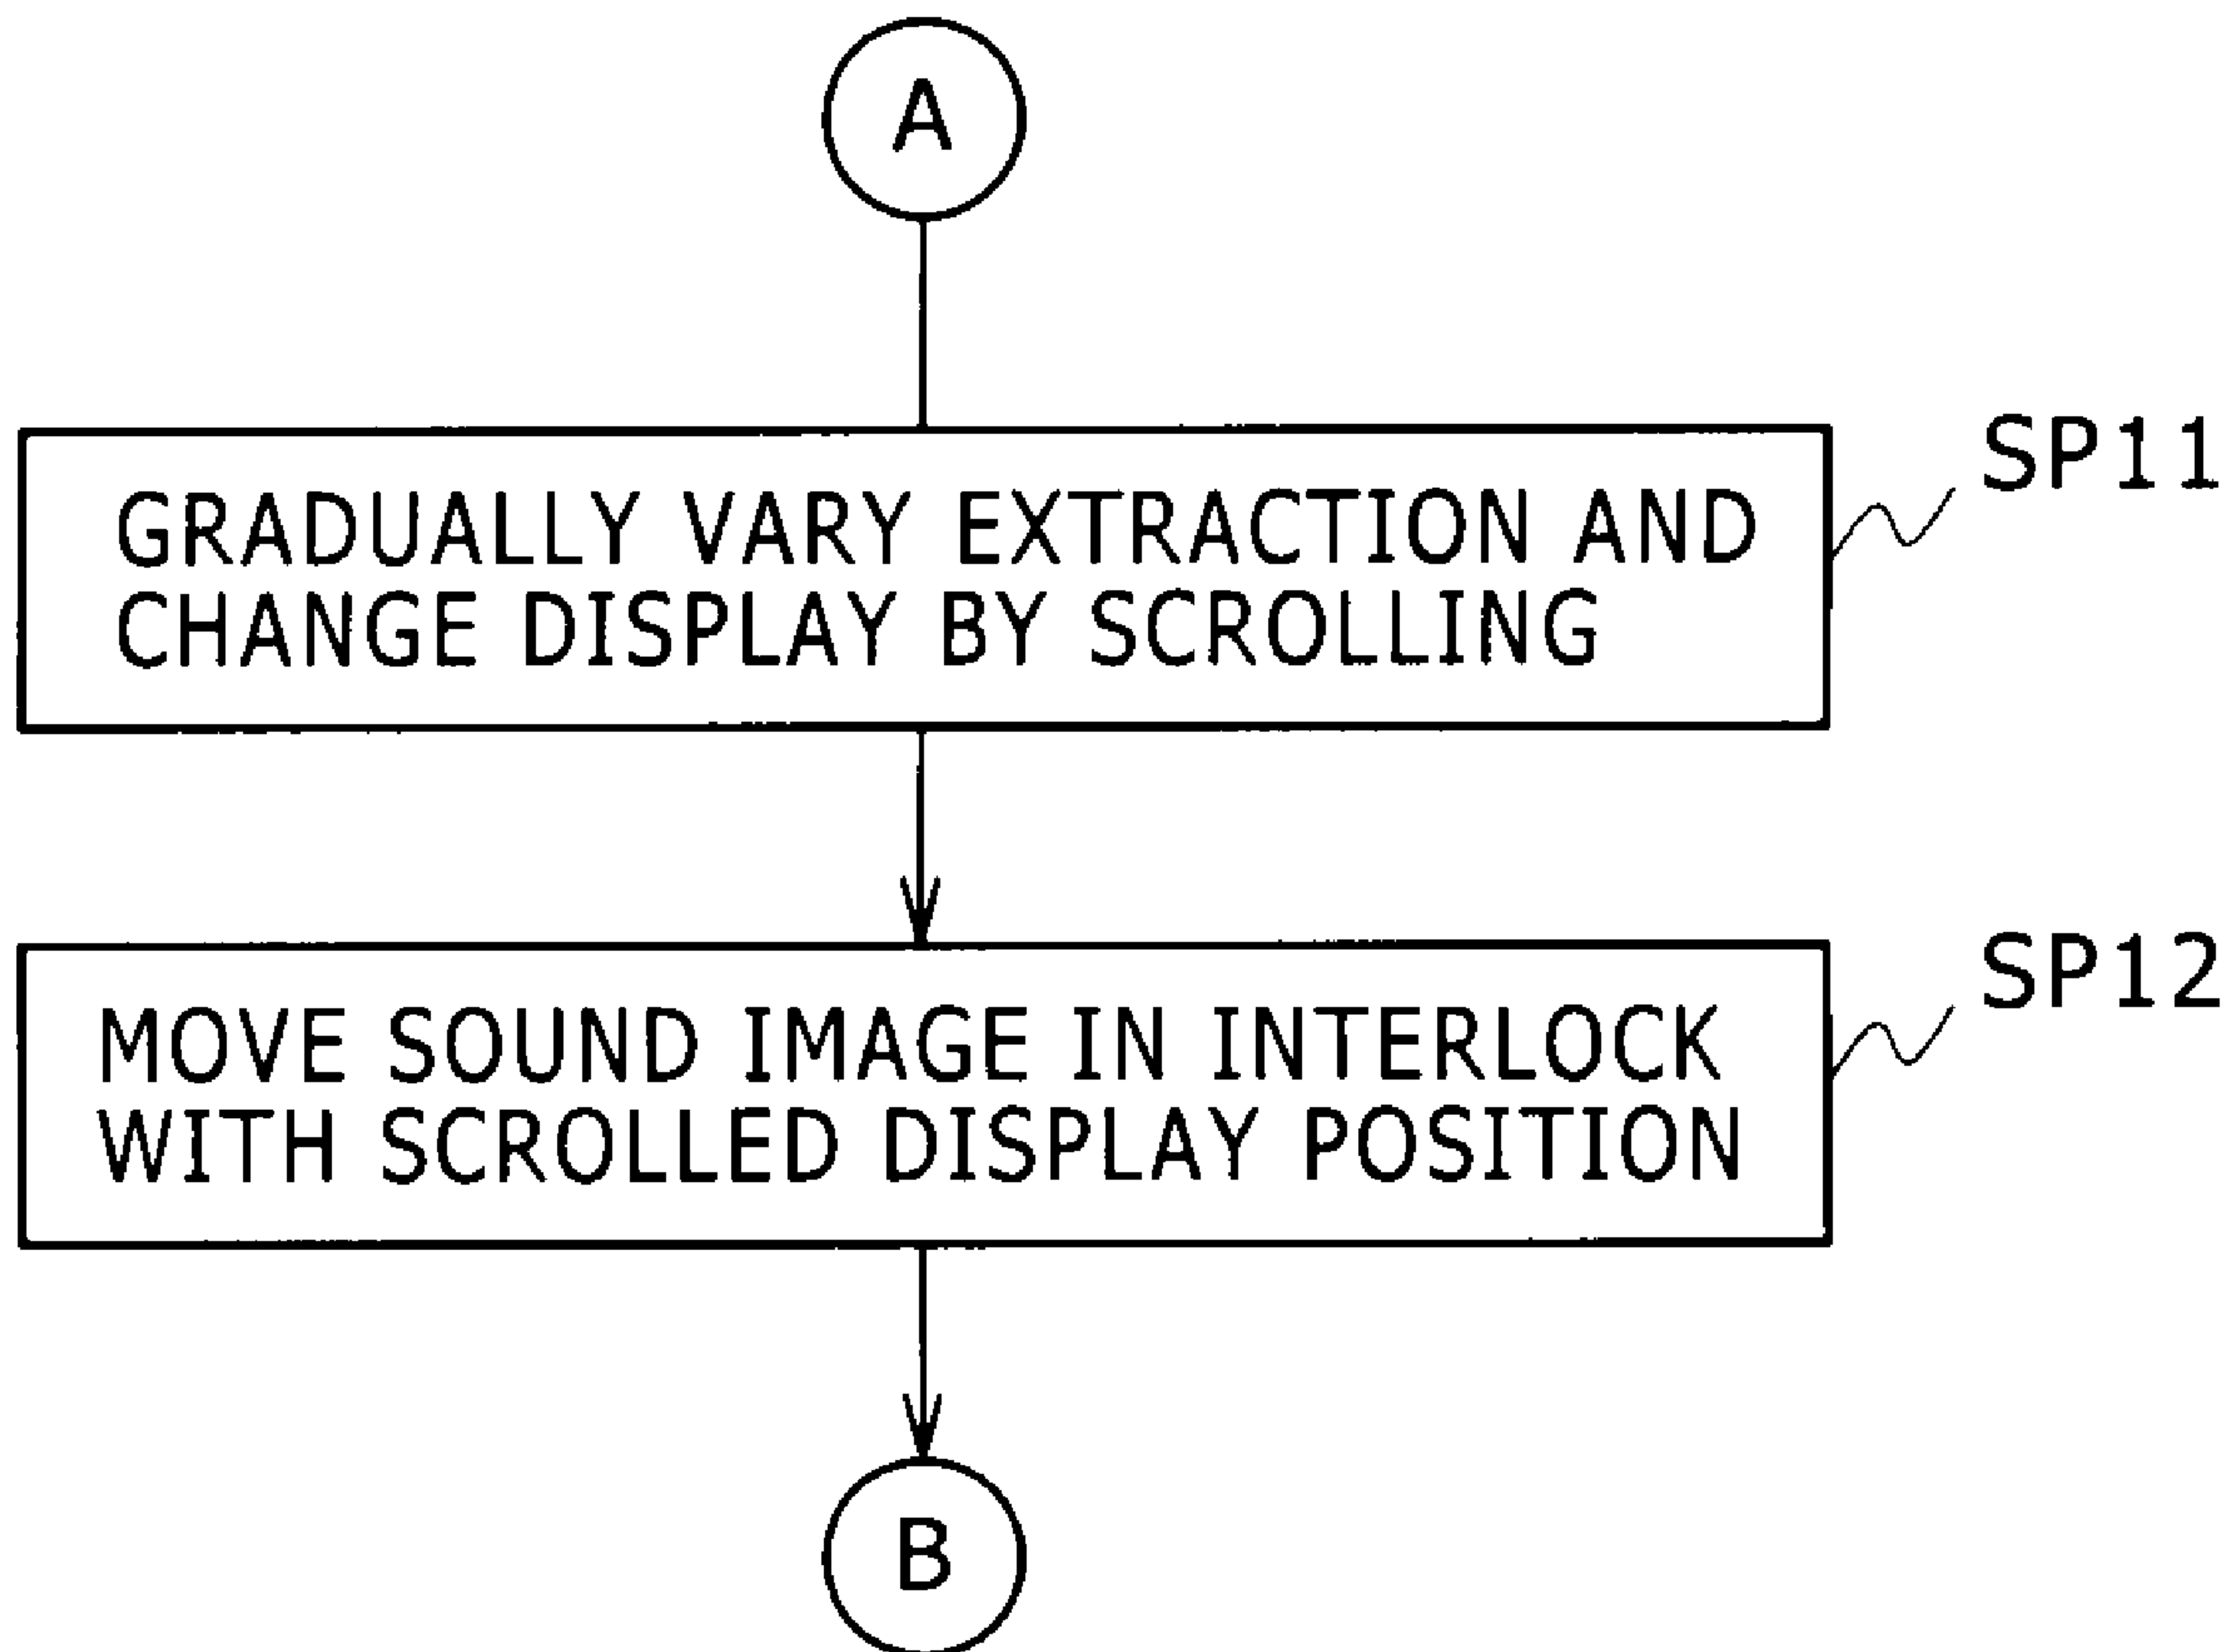 A
SP11
GRADUALLY VARY EXTRACTION AND
CHANGE DISPLAY BY SCROLLING
SP12
MOVE SOUND IMAGE IN INTERLOCK
WITH SCROLLED DISPLAY POSITION
B